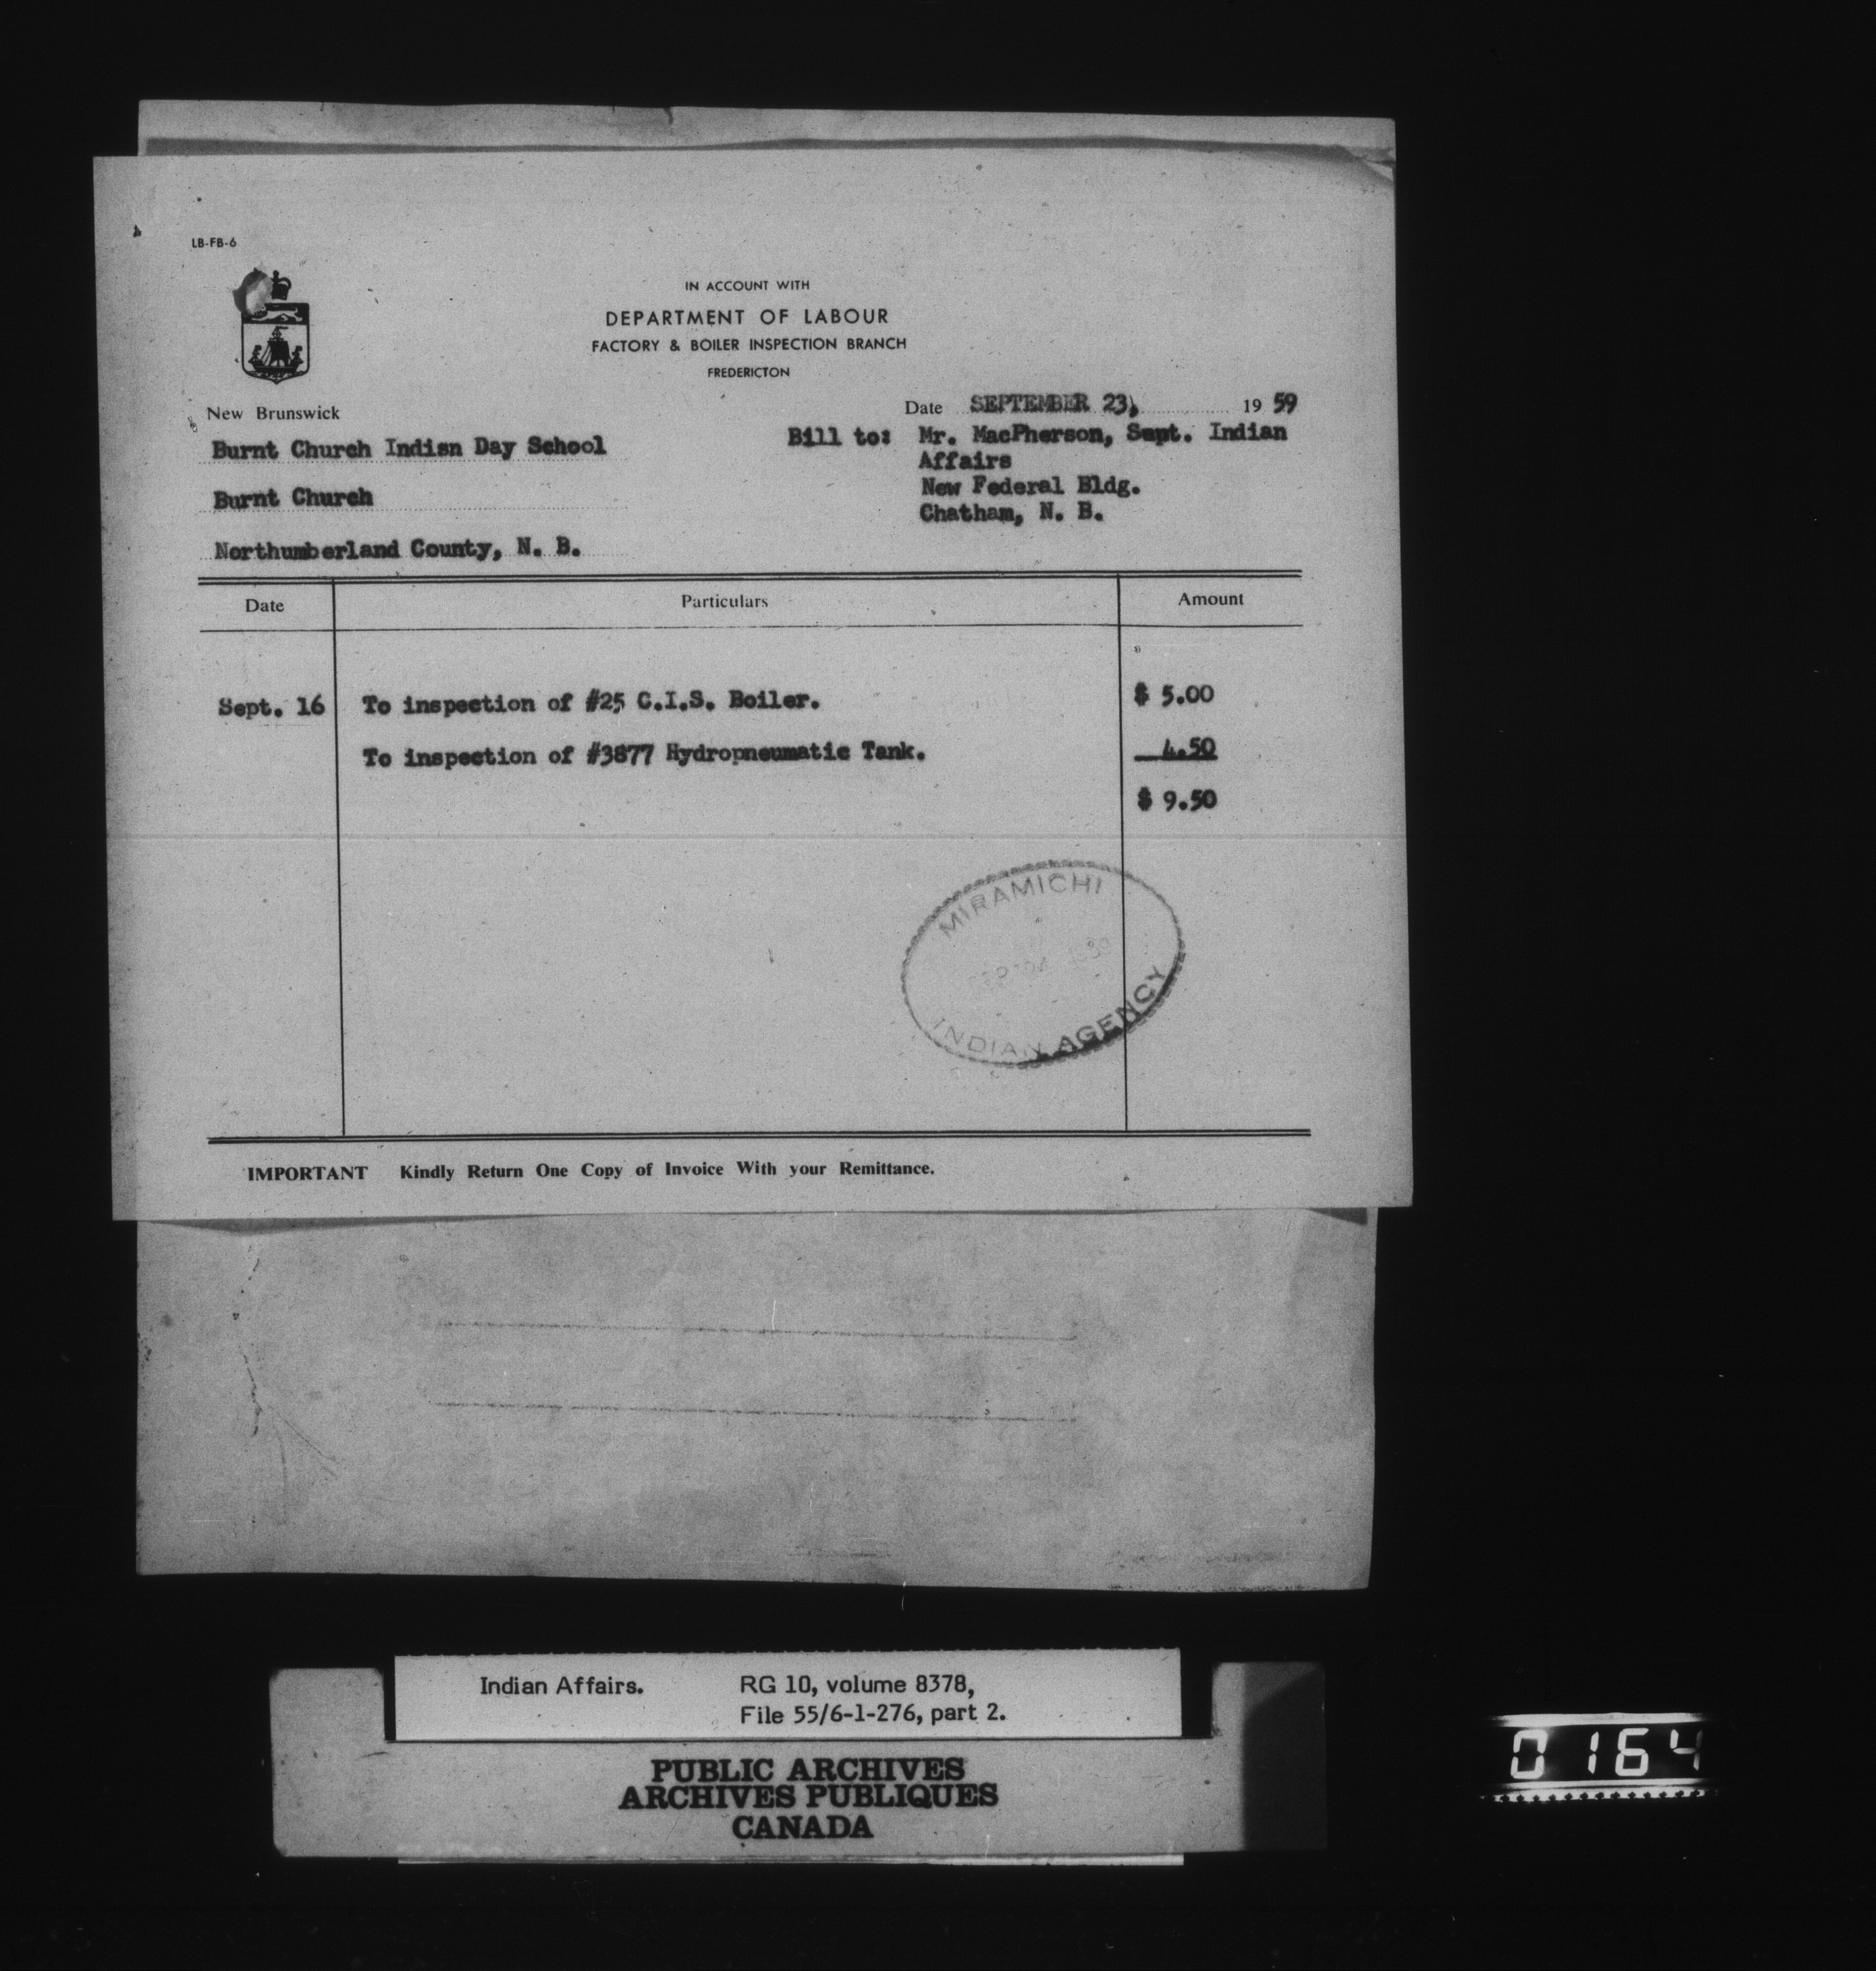 LB-FB-6
IN ACCOUNT WITH
DEPARTMENT OF LABOUR
FACTORY & BOILER INSPECTION BRANCH
FREDERICTON
New Brunswick
Date SEPTEMBER 23, 19 59
Burnt Church Indian Day School
Burnt Church
Northumberland County, N. B.
Bill to: Mr. MacPherson, Supt. Indian
Affairs
New Federal Bldg.
Chatham, N. B.
Date Particulars Amount
Sept. 16 To inspection of #25 C.I.S. Boiler. $ 5.00
To inspection of #3877 Hydropneumatic Tank. 4.50
$ 9.50
MIRAMICHI
INDIAN AGENCY
IMPORTANT Kindly Return One Copy of Invoice With your Remittance.
Indian Affairs. RG 10, volume 8378,
File 55/6-1-276, part 2.
PUBLIC ARCHIVES
ARCHIVES PUBLIQUES
CANADA
0164